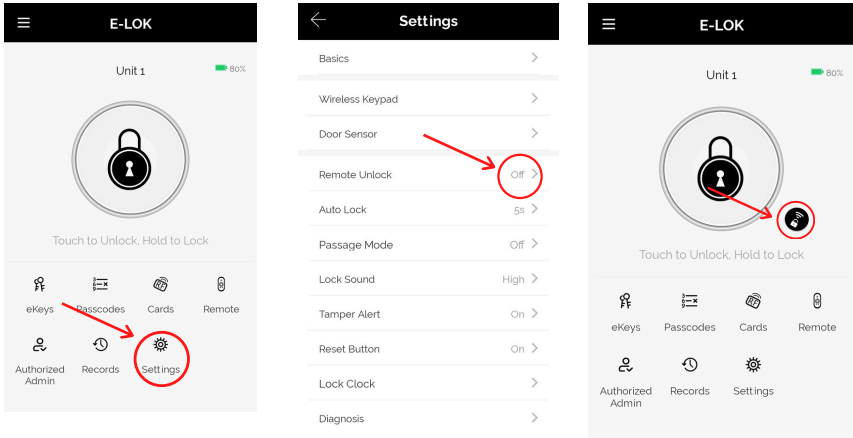 E-LOK
Unit 1
80%
Touch to Unlock, Hold to Lock
eKeys
Passcodes
Cards
Remote
Authorized Admin
Records
Settings
Settings
Basics
Wireless Keypad
Door Sensor
Remote Unlock Off
Auto Lock 5s
Passage Mode Off
Lock Sound High
Tamper Alert On
Reset Button On
Lock Clock
Diagnosis
E-LOK
Unit 1
80%
Touch to Unlock, Hold to Lock
eKeys
Passcodes
Cards
Remote
Authorized Admin
Records
Settings